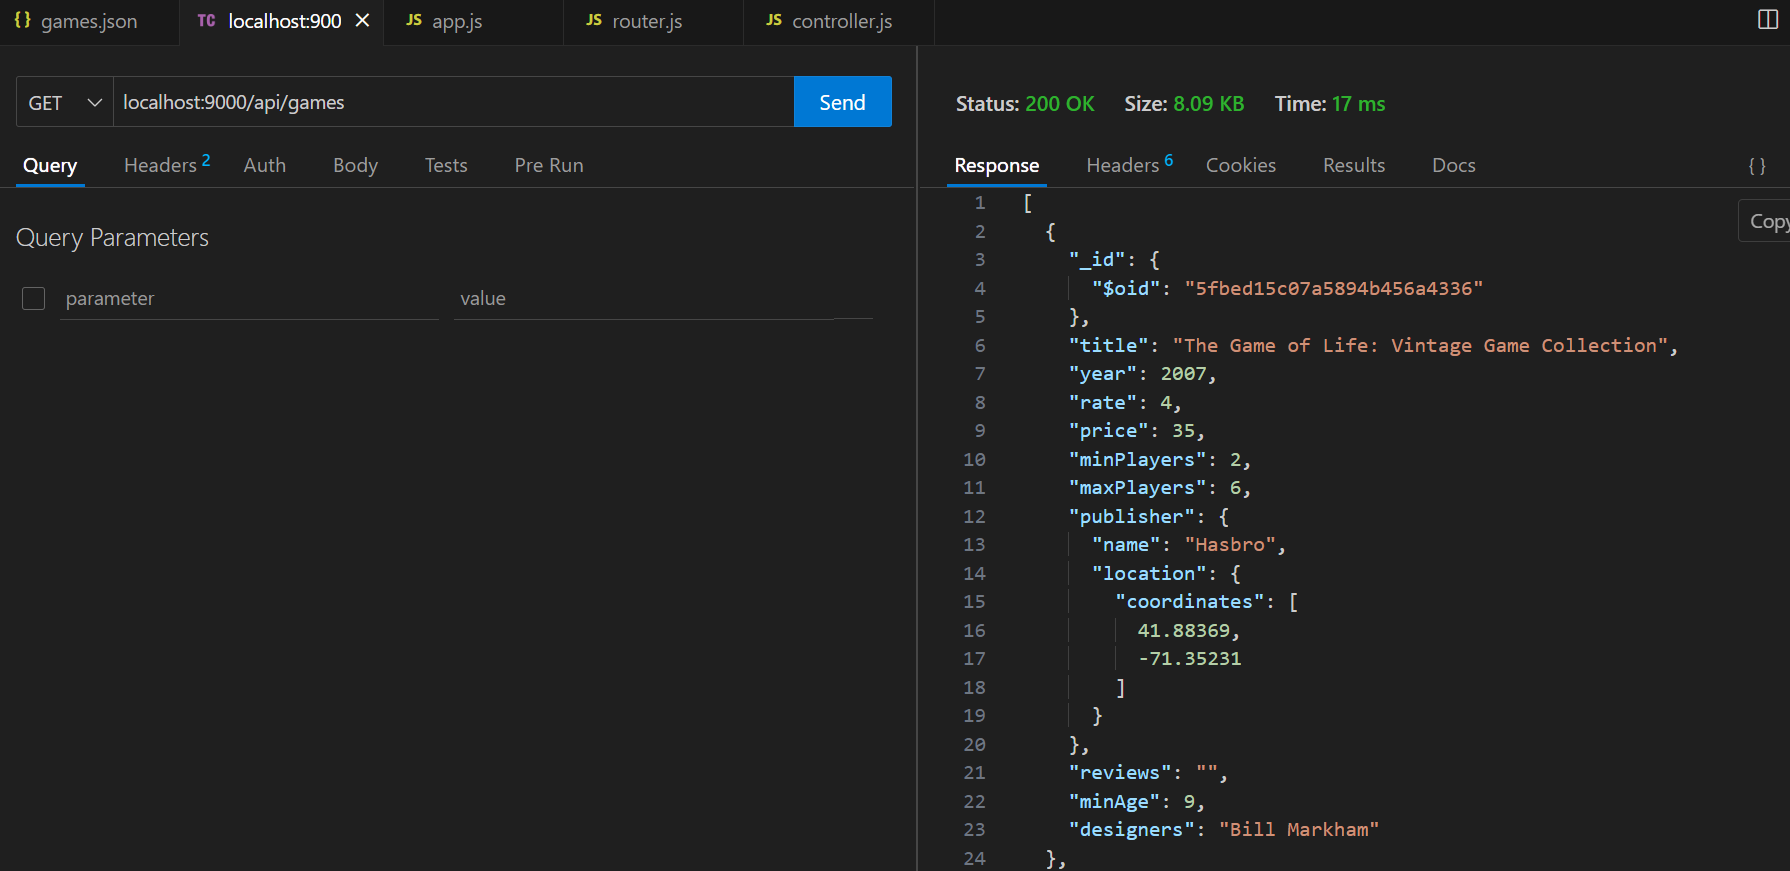 {} games.json TC localhost:900 JS app.js JS router.js JS controller.js
GET localhost:9000/api/games Send
Query Headers 2 Auth Body Tests Pre Run
Query Parameters
parameter value
Status: 200 OK Size: 8.09 KB Time: 17 ms
Response Headers 6 Cookies Results Docs { }
Copy
1 [
2 {
3 "_id": {
4 "$oid": "5fbed15c07a5894b456a4336"
5 },
6 "title": "The Game of Life: Vintage Game Collection",
7 "year": 2007,
8 "rate": 4,
9 "price": 35,
10 "minPlayers": 2,
11 "maxPlayers": 6,
12 "publisher": {
13 "name": "Hasbro",
14 "location": {
15 "coordinates": [
16 41.88369,
17 -71.35231
18 ]
19 }
20 },
21 "reviews": "",
22 "minAge": 9,
23 "designers": "Bill Markham"
24 },